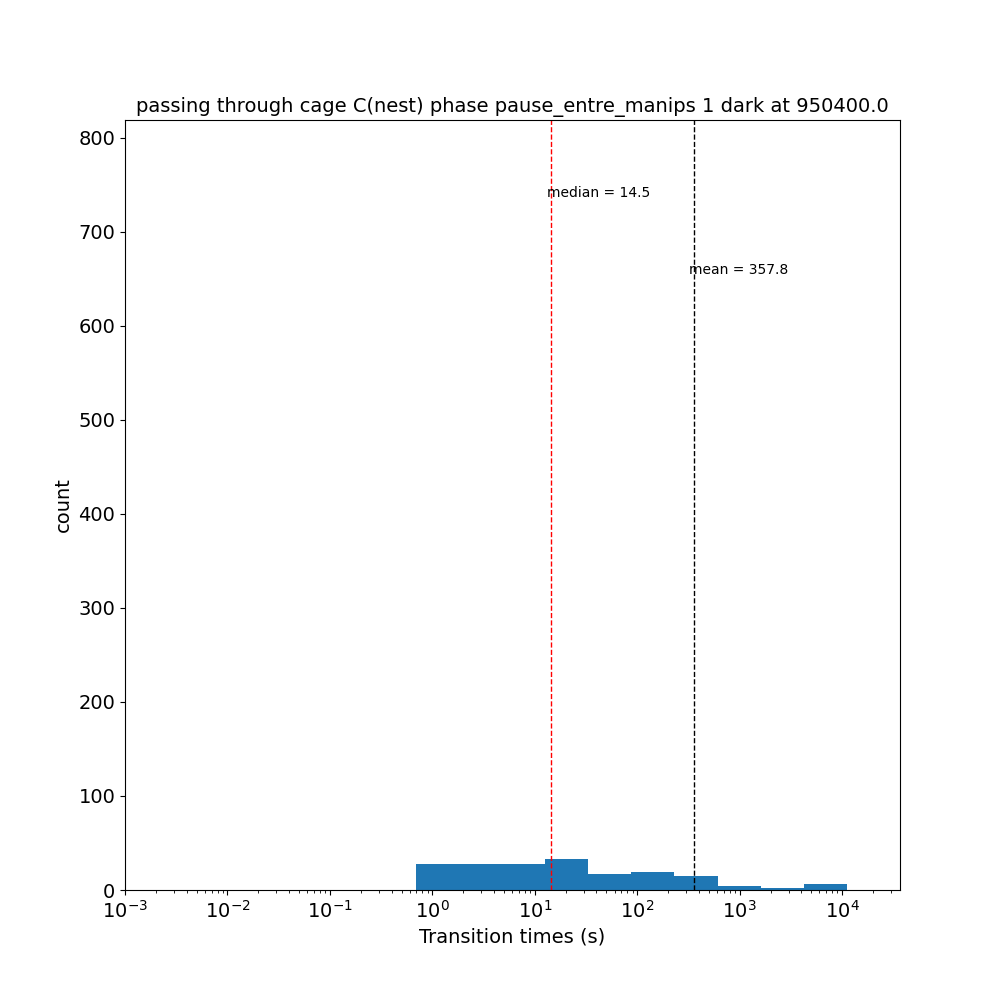 passing through cage C(nest) phase pause_entre_manips 1 dark at 950400.0
800
700
600
500
400
300
200
100
0
count
median = 14.5
mean = 357.8
10⁻³ 10⁻² 10⁻¹ 10⁰ 10¹ 10² 10³ 10⁴
Transition times (s)